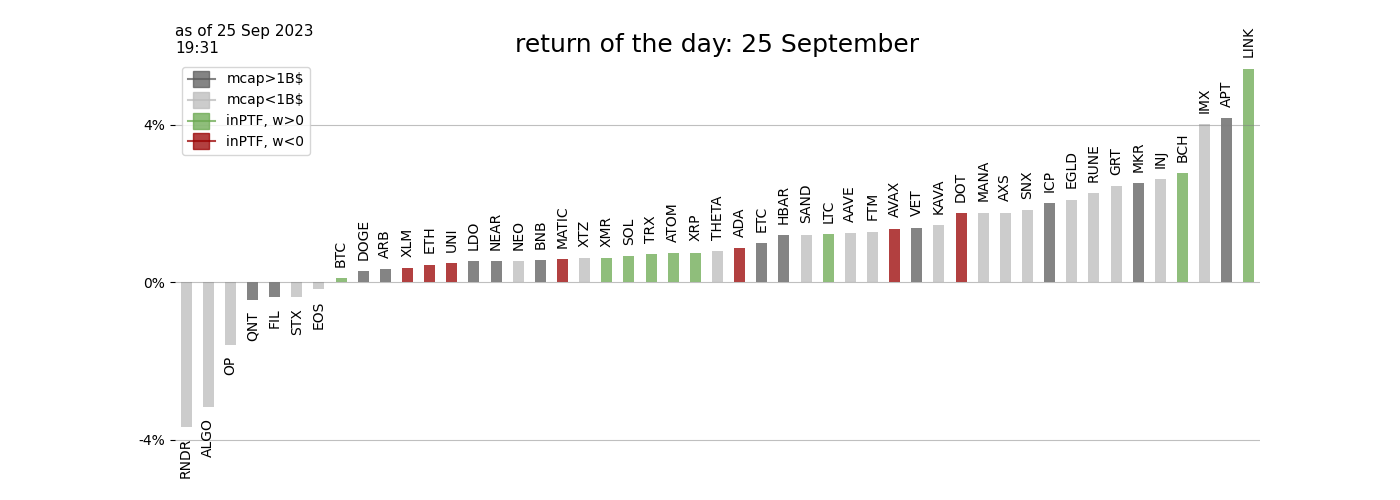 as of 25 Sep 2023
19:31
return of the day: 25 September
mcap>1B$
mcap<1B$
inPTF, w>0
inPTF, w<0
4%
0%
-4%
RNDR
ALGO
OP
QNT
FIL
STX
EOS
BTC
DOGE
ARB
XLM
ETH
UNI
LDO
NEAR
NEO
BNB
MATIC
XTZ
XMR
SOL
TRX
ATOM
XRP
THETA
ADA
ETC
HBAR
SAND
LTC
AAVE
FTM
AVAX
VET
KAVA
DOT
MANA
AXS
SNX
ICP
EGLD
RUNE
GRT
MKR
INJ
BCH
IMX
APT
LINK